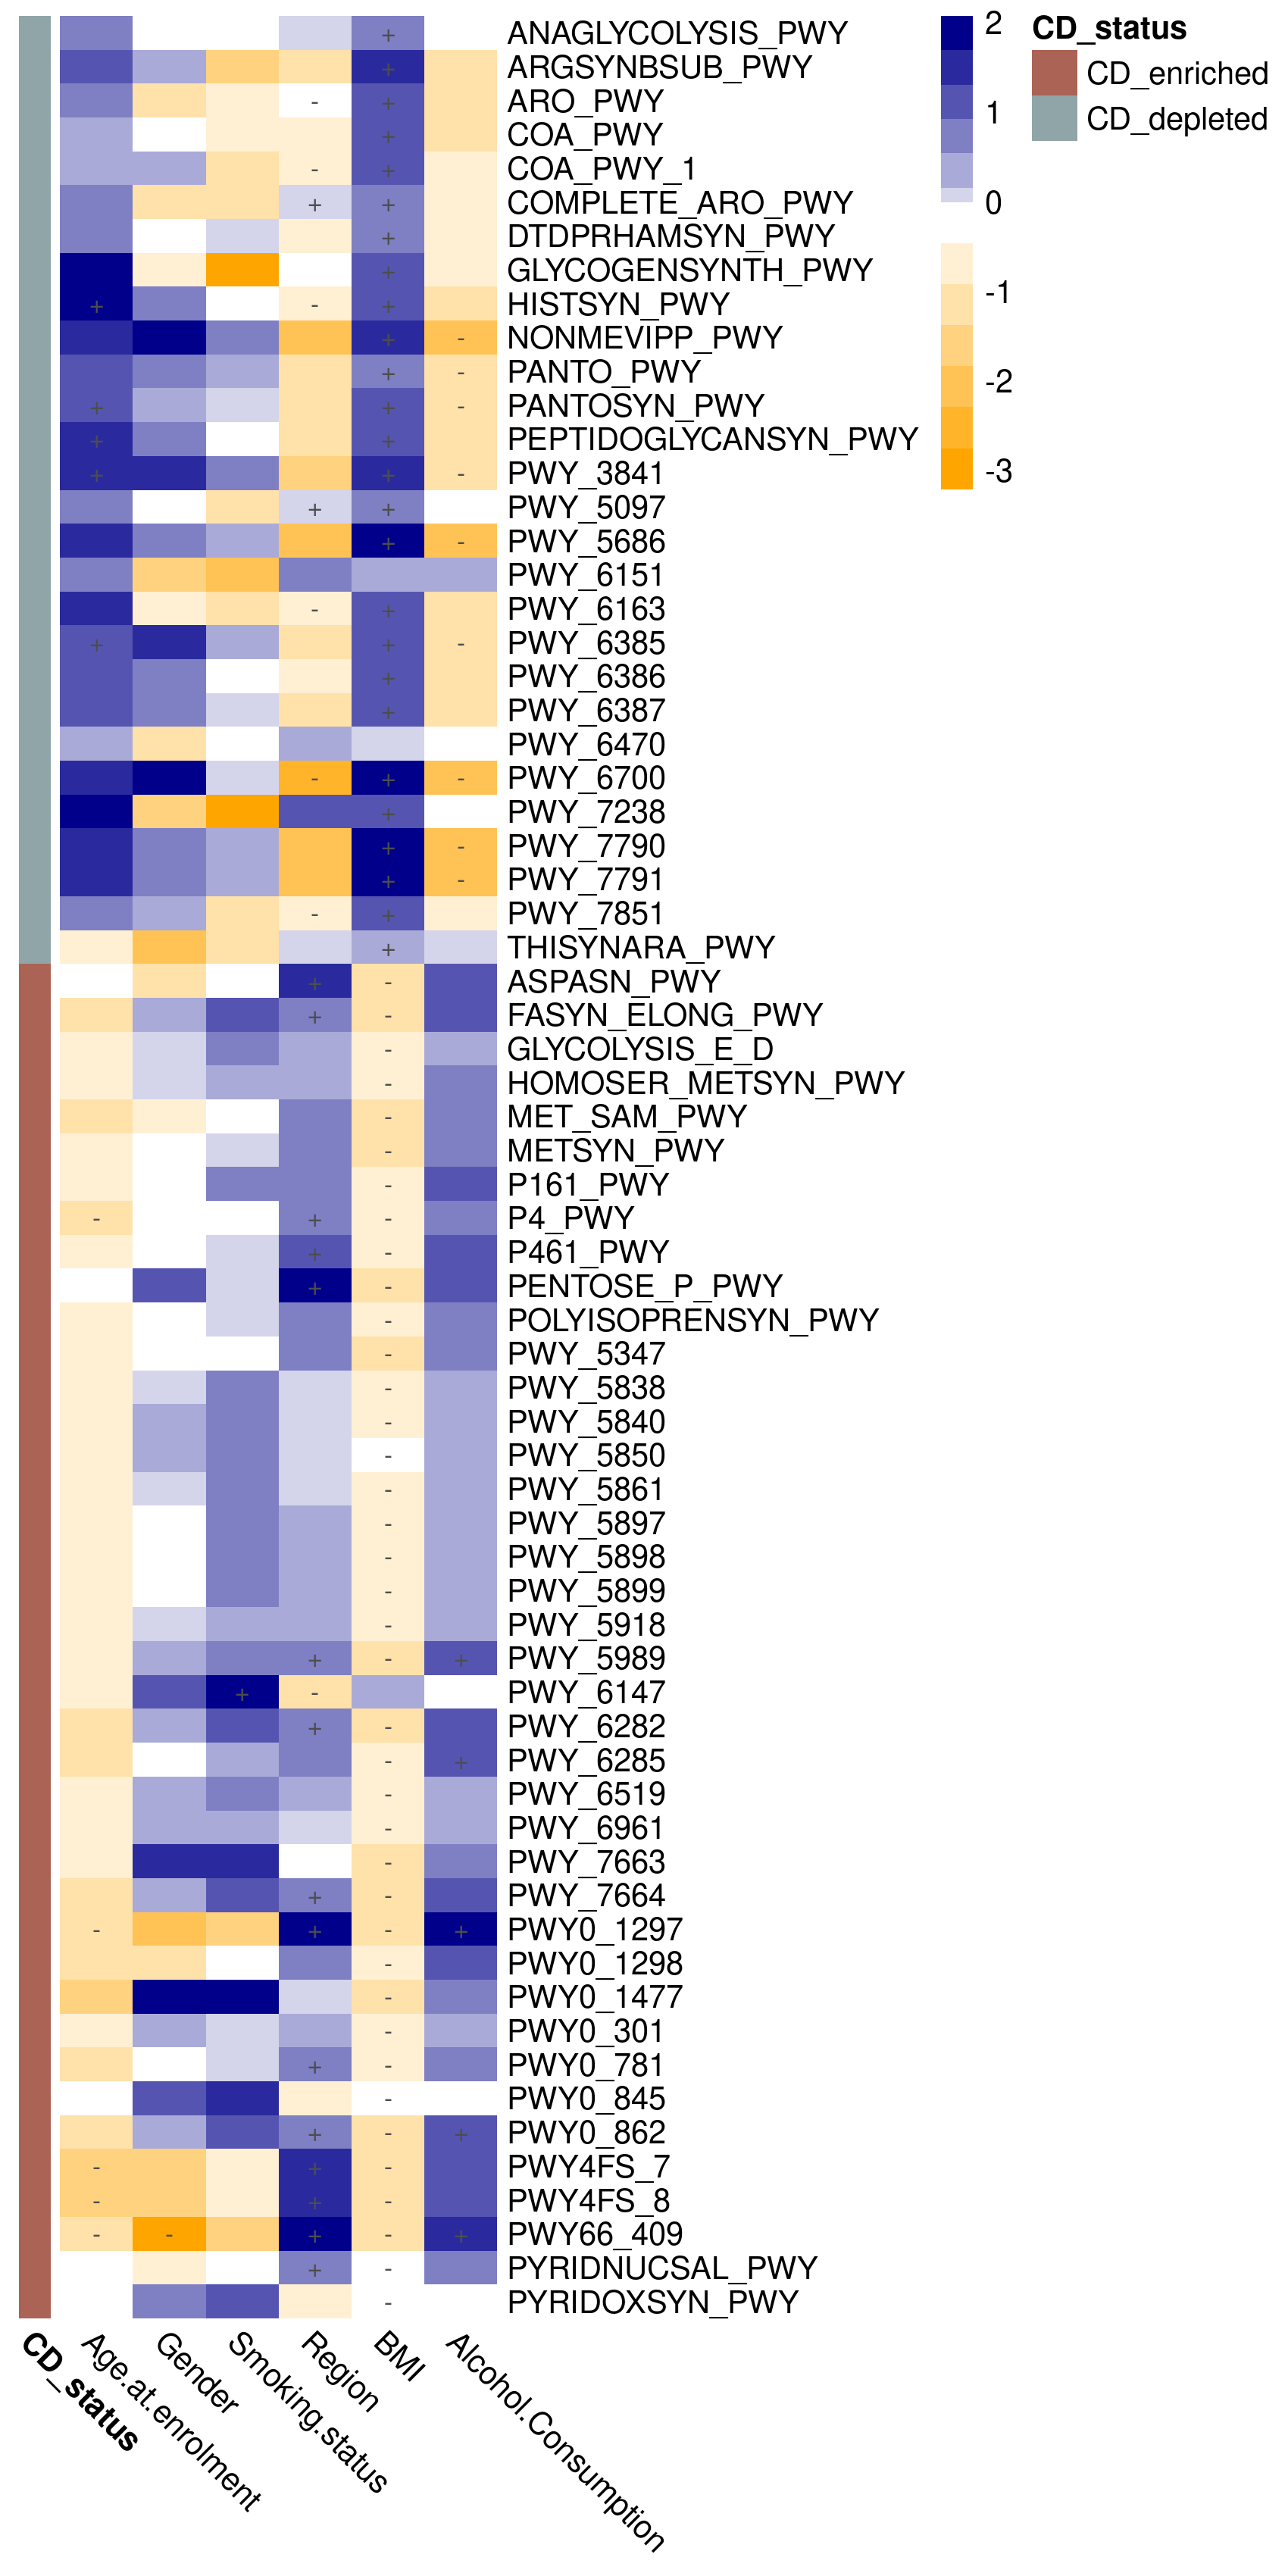 ANAGLYCOLYSIS_PWY
ARGSYNBSUB_PWY
ARO_PWY
COA_PWY
COA_PWY_1
COMPLETE_ARO_PWY
DTDPRHAMSYN_PWY
GLYCOGENSYNTH_PWY
HISTSYN_PWY
NONMEVIPP_PWY
PANTO_PWY
PANTOSYN_PWY
PEPTIDOGLYCANSYN_PWY
PWY_3841
PWY_5097
PWY_5686
PWY_6151
PWY_6163
PWY_6385
PWY_6386
PWY_6387
PWY_6470
PWY_6700
PWY_7238
PWY_7790
PWY_7791
PWY_7851
THISYNARA_PWY
ASPASN_PWY
FASYN_ELONG_PWY
GLYCOLYSIS_E_D
HOMOSER_METSYN_PWY
MET_SAM_PWY
METSYN_PWY
P161_PWY
P4_PWY
P461_PWY
PENTOSE_P_PWY
POLYISOPRENSYN_PWY
PWY_5347
PWY_5838
PWY_5840
PWY_5850
PWY_5861
PWY_5897
PWY_5898
PWY_5899
PWY_5918
PWY_5989
PWY_6147
PWY_6282
PWY_6285
PWY_6519
PWY_6961
PWY_7663
PWY_7664
PWY0_1297
PWY0_1298
PWY0_1477
PWY0_301
PWY0_781
PWY0_845
PWY0_862
PWY4FS_7
PWY4FS_8
PWY66_409
PYRIDNUCSAL_PWY
PYRIDOXSYN_PWY
2
1
0
-1
-2
-3
CD_status
CD_enriched
CD_depleted
CD_status
Age.at.enrolment
Gender
Smoking.status
Region
BMI
Alcohol.Consumption